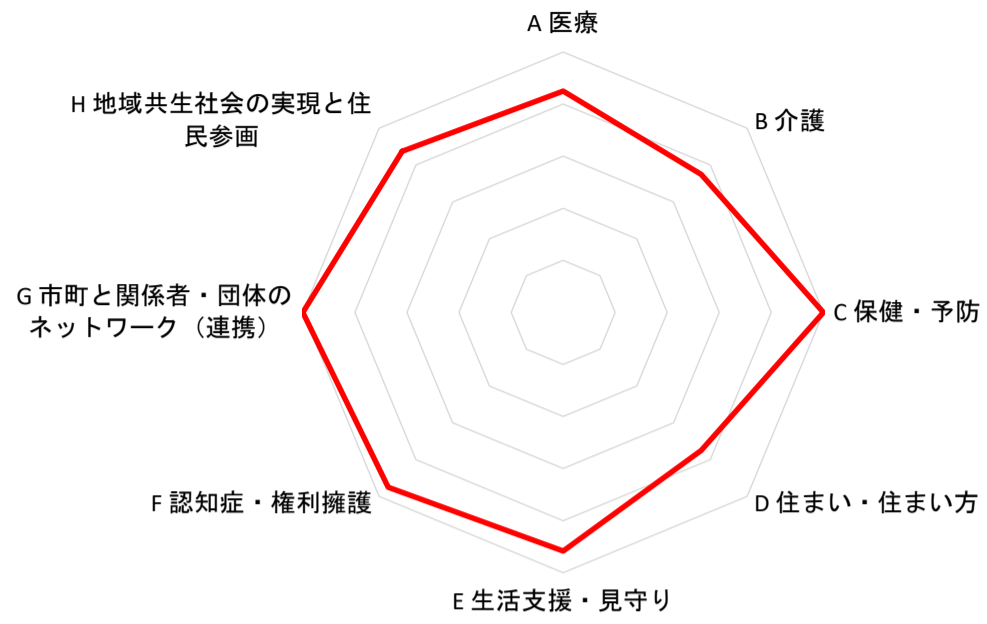 A 医療
B 介護
C 保健・予防
D 住まい・住まい方
E 生活支援・見守り
F 認知症・権利擁護
G 市町と関係者・団体の
ネットワーク（連携）
H 地域共生社会の実現と住
民参画